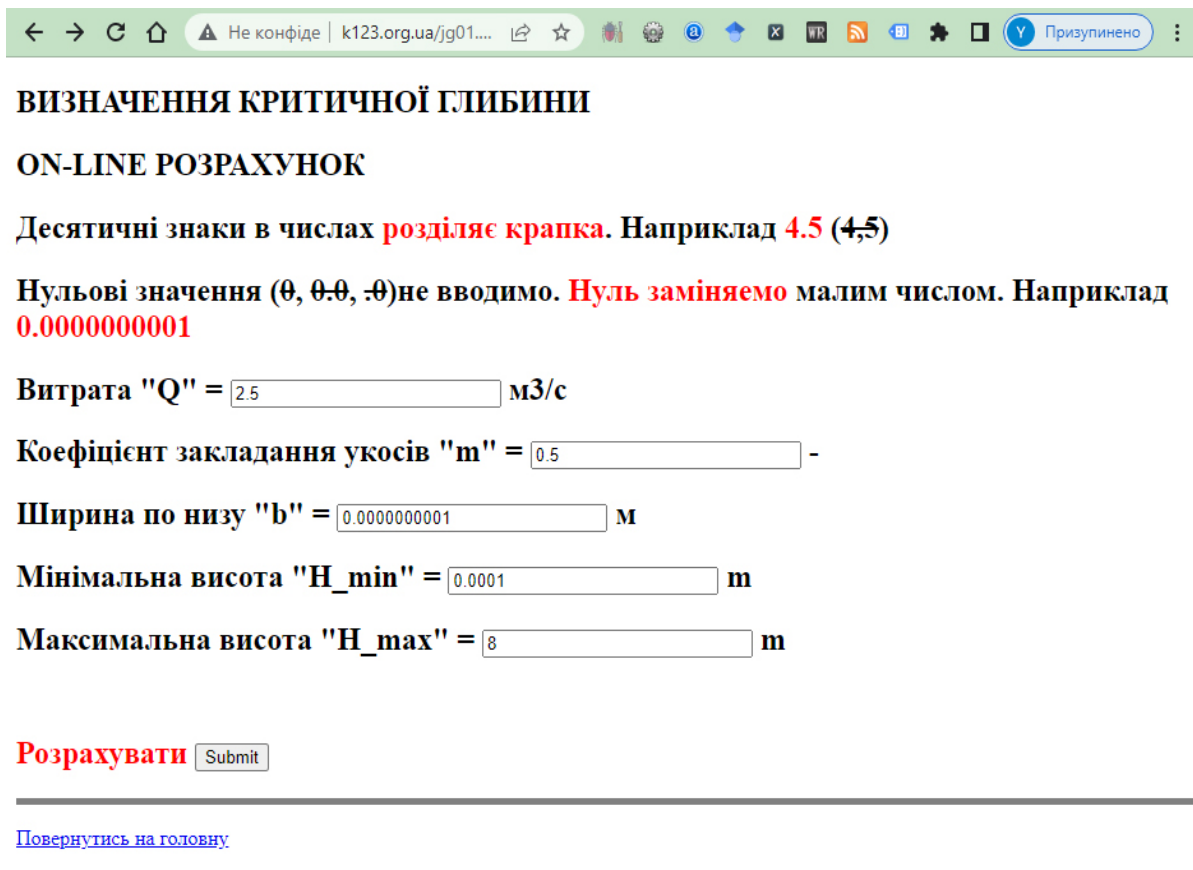 Не конфіде k123.org.ua/jg01.... Призупинено
ВИЗНАЧЕННЯ КРИТИЧНОЇ ГЛИБИНИ
ON-LINE РОЗРАХУНОК
Десятичні знаки в числах розділяє крапка. Наприклад 4.5 (4,5)
Нульові значення (0, 0.0, .0)не вводимо. Нуль заміняемо малим числом. Наприклад
0.0000000001
Витрата "Q" = 2.5 м3/с
Коефіцієнт закладання укосів "m" = 0.5 -
Ширина по низу "b" = 0.0000000001 м
Мінімальна висота "H_min" = 0.0001 m
Максимальна висота "H_max" = 8 m
Розрахувати Submit
Повернутись на головну